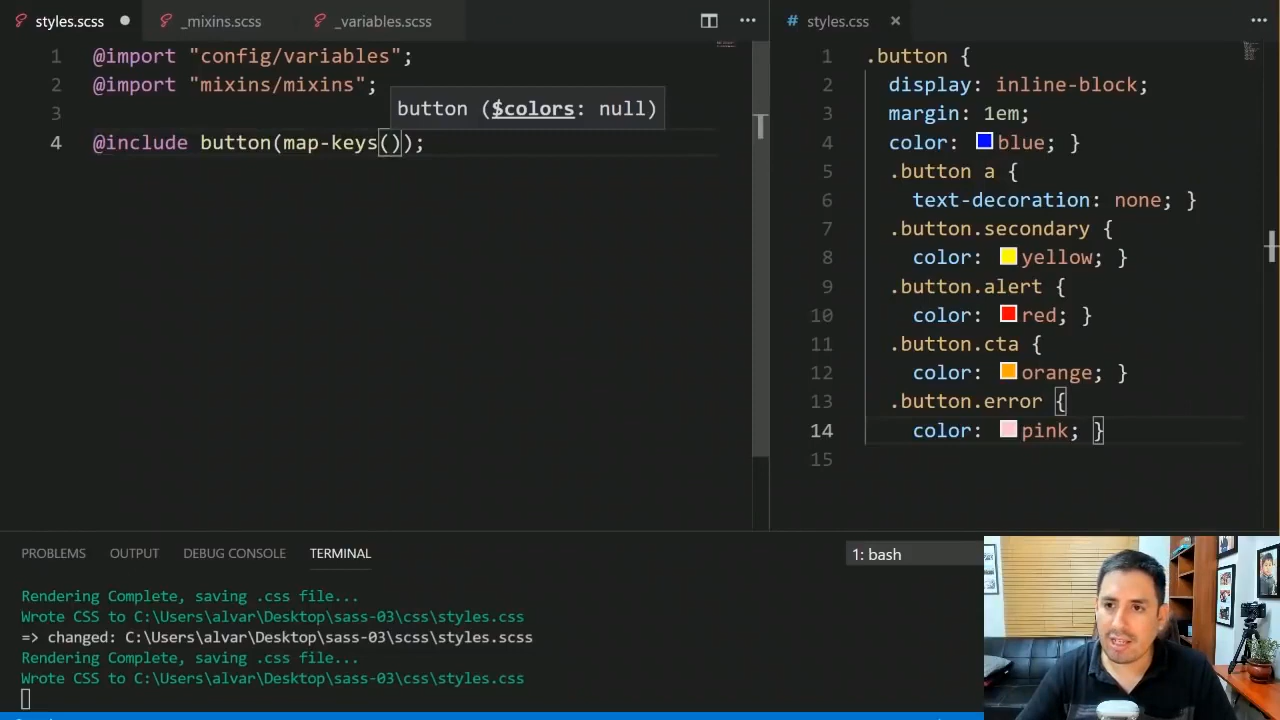 styles.scss
_mixins.scss
_variables.scss
1 @import "config/variables";
2 @import "mixins/mixins";
3
button ($colors: null)
4 @include button(map-keys());
styles.css
1 .button {
2 display: inline-block;
3 margin: 1em;
4 color: blue; }
5 .button a {
6 text-decoration: none; }
7 .button.secondary {
8 color: yellow; }
9 .button.alert {
10 color: red; }
11 .button.cta {
12 color: orange; }
13 .button.error {
14 color: pink; }
15
PROBLEMS OUTPUT DEBUG CONSOLE TERMINAL
1: bash
Rendering Complete, saving .css file...
Wrote CSS to C:\Users\alvar\Desktop\sass-03\css\styles.css
=> changed: C:\Users\alvar\Desktop\sass-03\scss\styles.scss
Rendering Complete, saving .css file...
Wrote CSS to C:\Users\alvar\Desktop\sass-03\css\styles.css